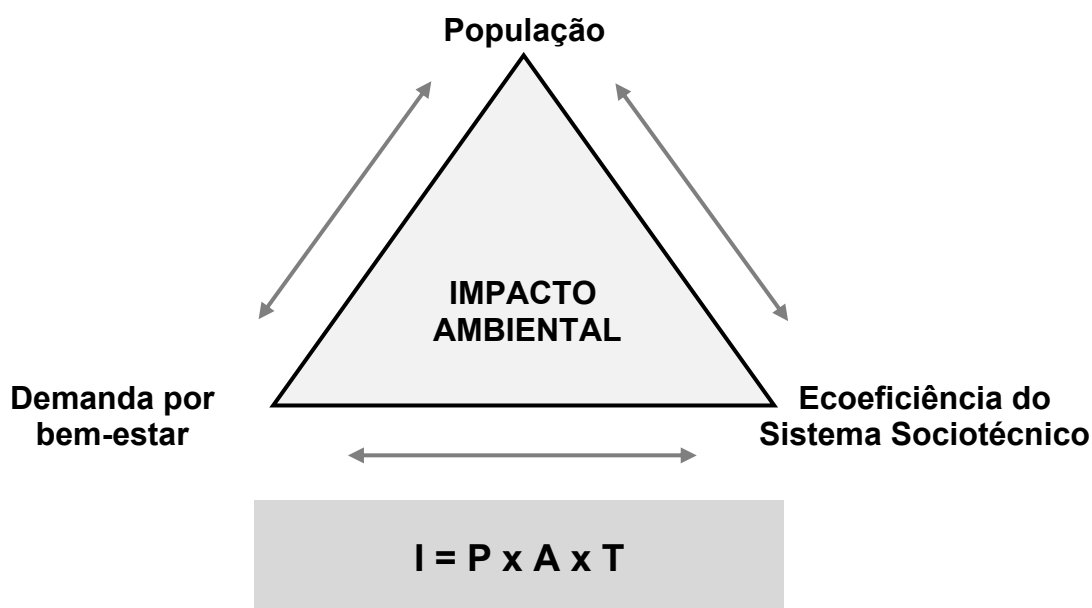 População
IMPACTO
AMBIENTAL
Demanda por
bem-estar
Ecoeficiência do
Sistema Sociotécnico
I = P x A x T